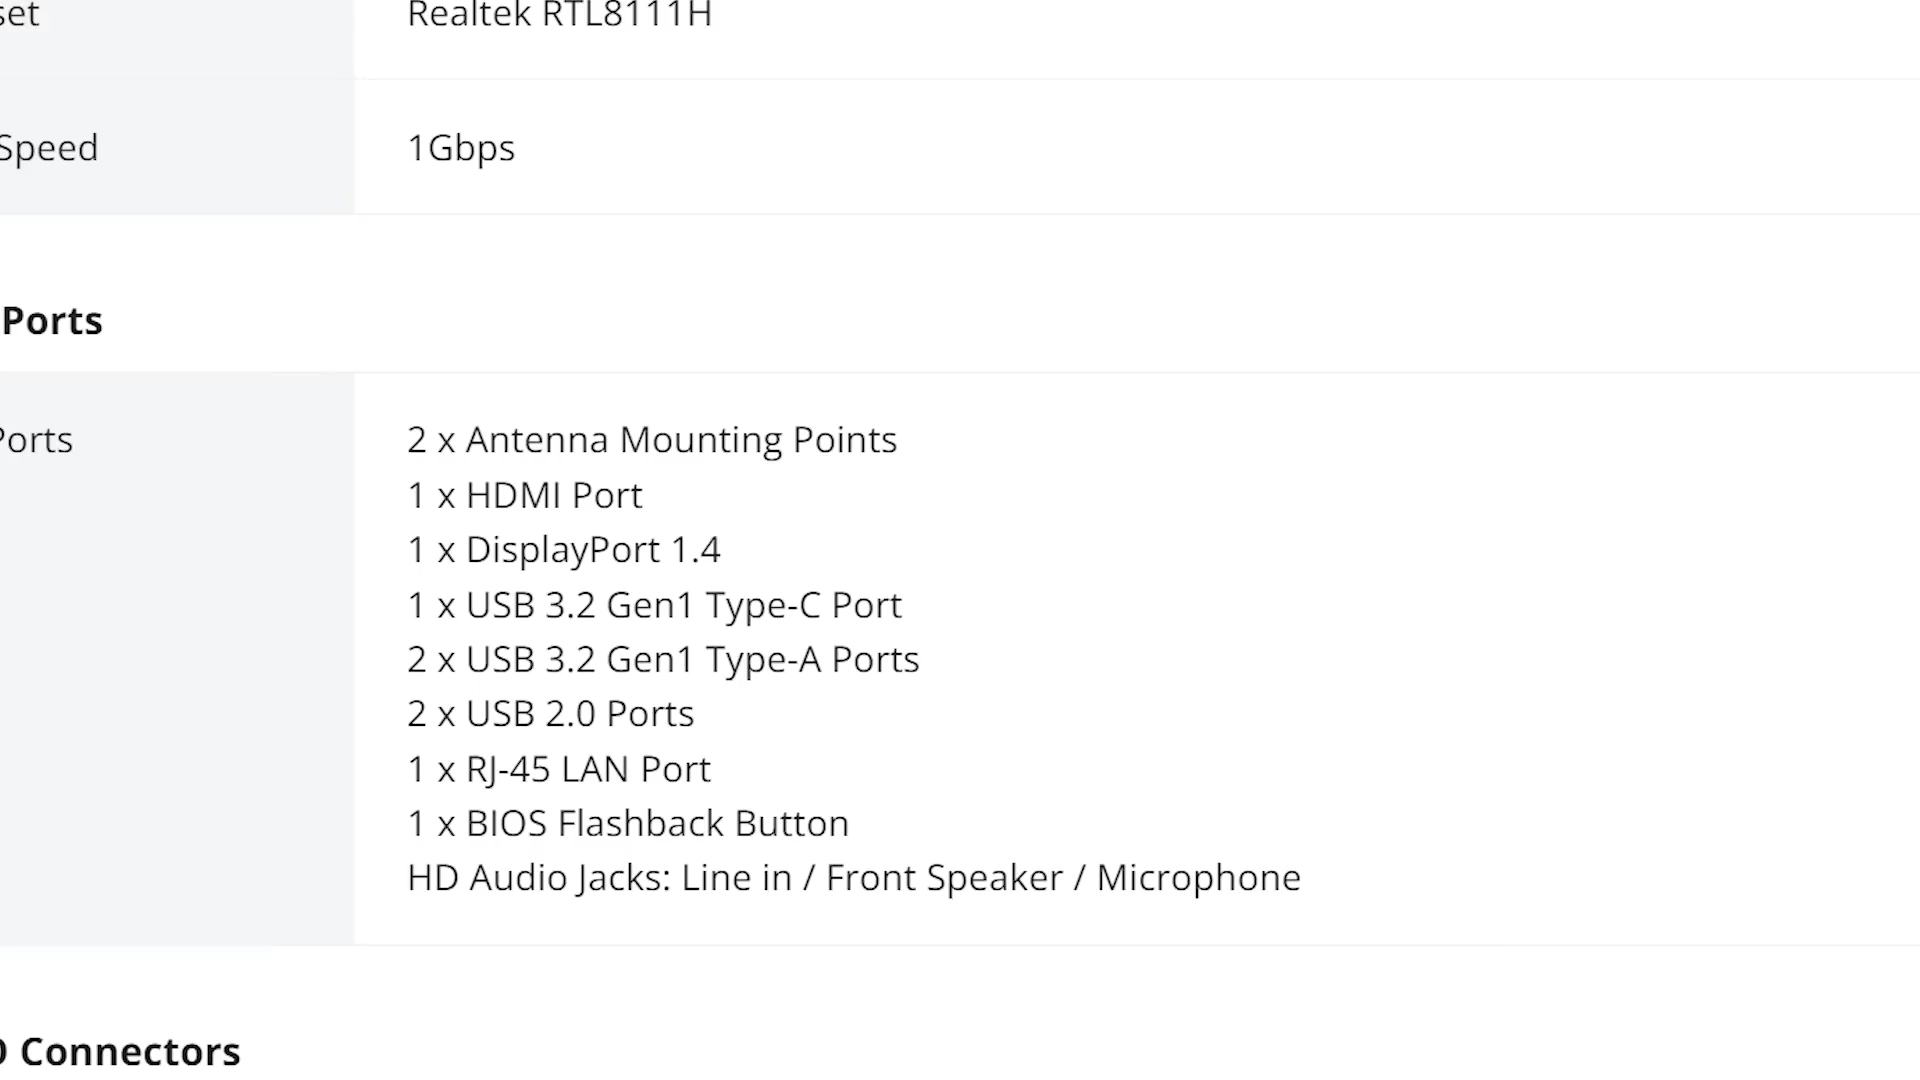 set
Realtek RTL8111H
Speed
1Gbps
Ports
Ports
2 x Antenna Mounting Points
1 x HDMI Port
1 x DisplayPort 1.4
1 x USB 3.2 Gen1 Type-C Port
2 x USB 3.2 Gen1 Type-A Ports
2 x USB 2.0 Ports
1 x RJ-45 LAN Port
1 x BIOS Flashback Button
HD Audio Jacks: Line in / Front Speaker / Microphone
Connectors